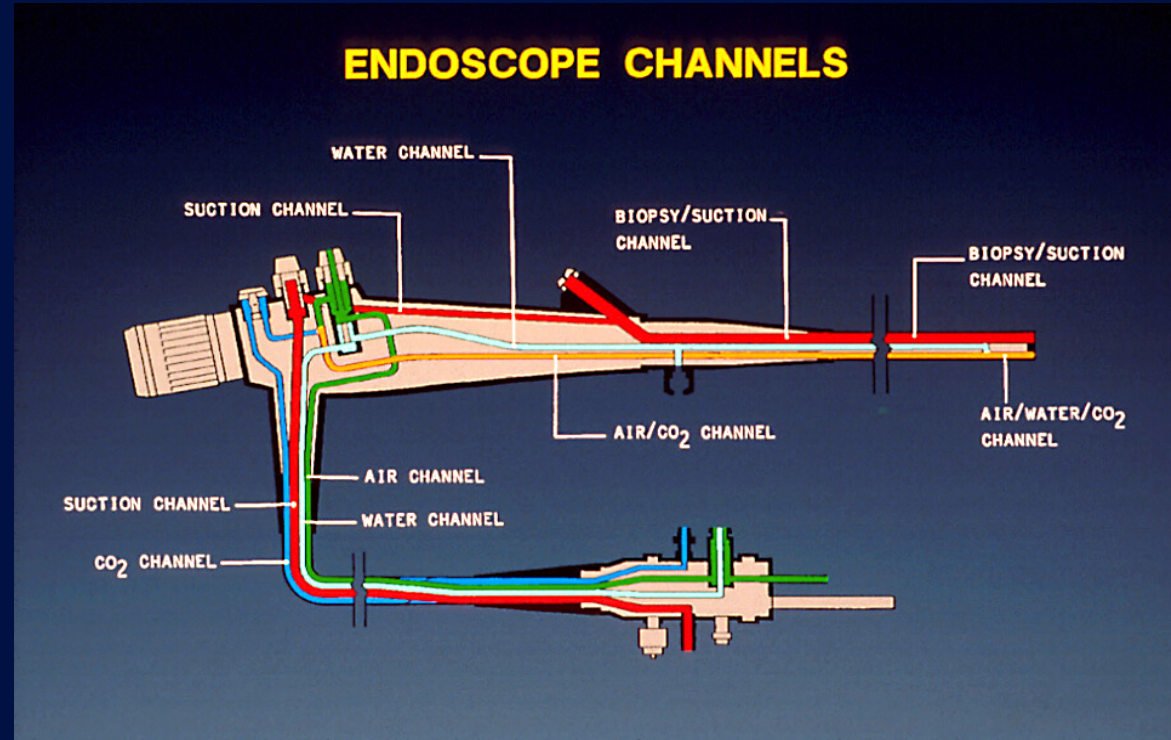 ENDOSCOPE CHANNELS
WATER CHANNEL
SUCTION CHANNEL
BIOPSY/SUCTION
CHANNEL
BIOPSY/SUCTION
CHANNEL
AIR/WATER/CO2
CHANNEL
AIR/CO2 CHANNEL
AIR CHANNEL
SUCTION CHANNEL
WATER CHANNEL
CO2 CHANNEL